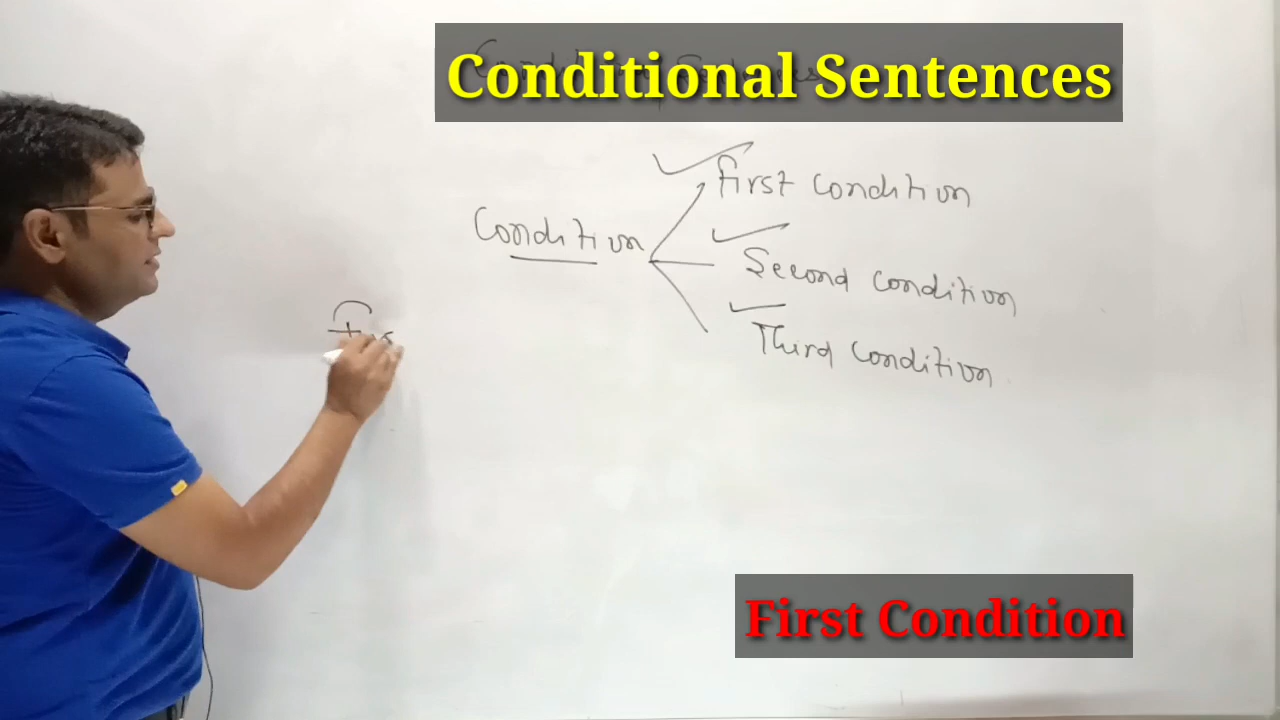 Conditional Sentences
First condition
Condition
Second condition
Third condition
First Condition